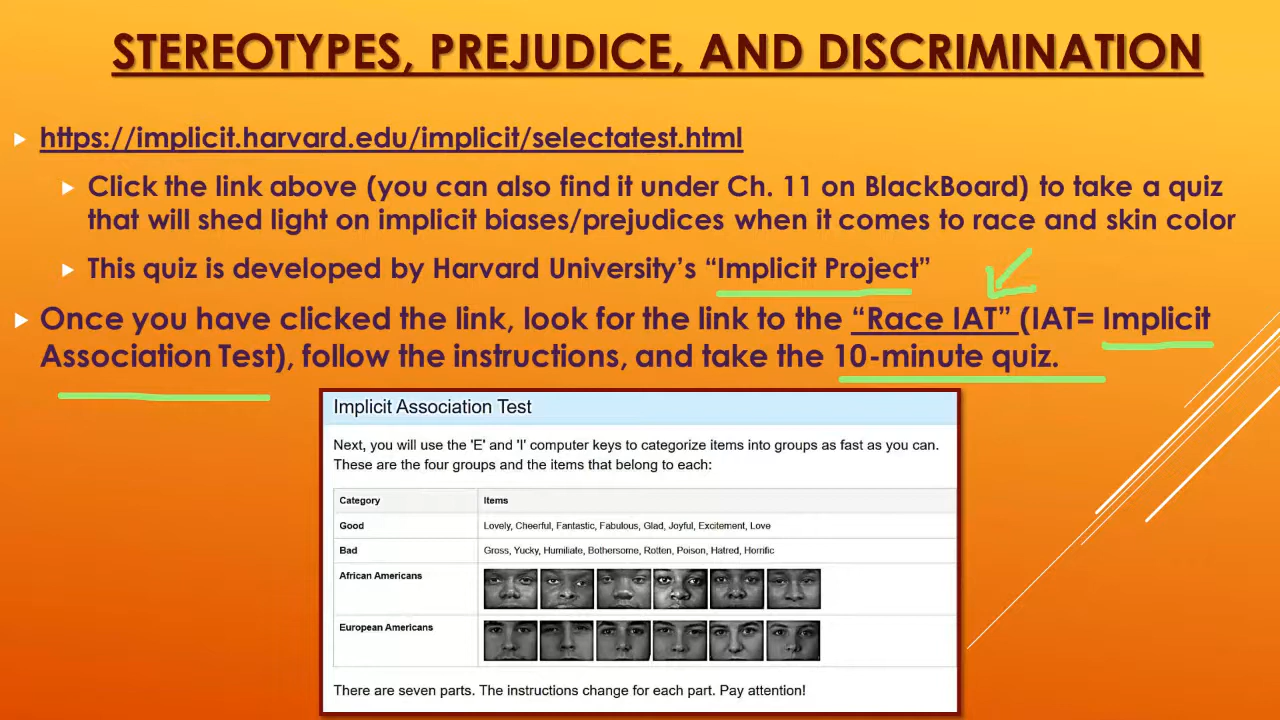 STEREOTYPES, PREJUDICE, AND DISCRIMINATION
https://implicit.harvard.edu/implicit/selectatest.html
Click the link above (you can also find it under Ch. 11 on BlackBoard) to take a quiz
that will shed light on implicit biases/prejudices when it comes to race and skin color
This quiz is developed by Harvard University's “Implicit Project”
Once you have clicked the link, look for the link to the “Race IAT” (IAT= Implicit
Association Test), follow the instructions, and take the 10-minute quiz.
Implicit Association Test
Next, you will use the 'E' and 'I' computer keys to categorize items into groups as fast as you can.
These are the four groups and the items that belong to each:
Category Items
Good Lovely, Cheerful, Fantastic, Fabulous, Glad, Joyful, Excitement, Love
Bad Gross, Yucky, Humiliate, Bothersome, Rotten, Poison, Hatred, Horrific
African Americans
European Americans
There are seven parts. The instructions change for each part. Pay attention!